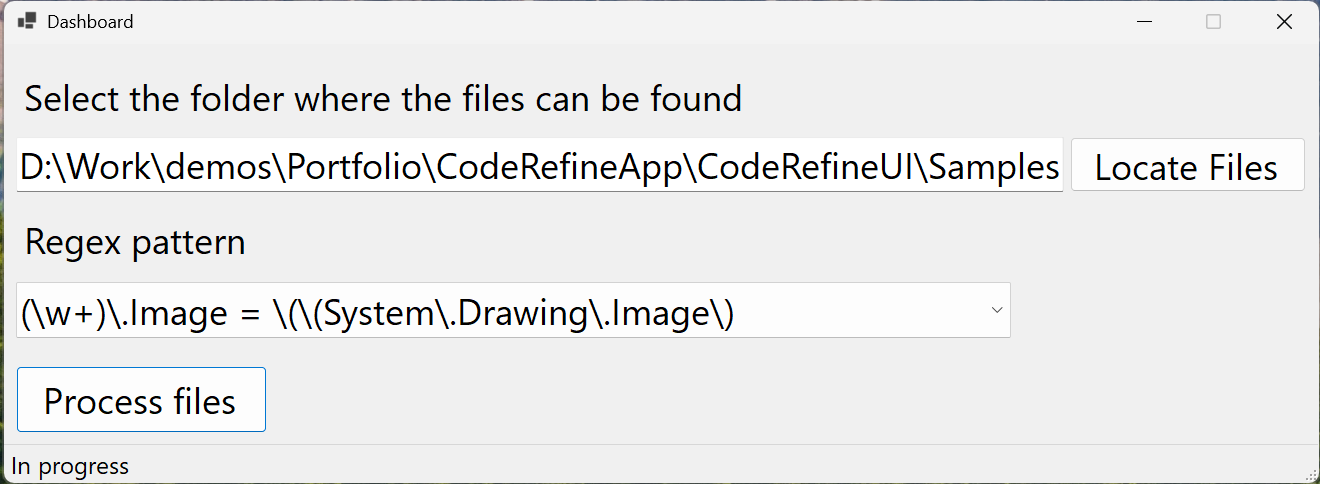 Dashboard
Select the folder where the files can be found
D:\Work\demos\Portfolio\CodeRefineApp\CodeRefineUI\Samples
Locate Files
Regex pattern
(\w+)\.Image = \(\(System\.Drawing\.Image\)
Process files
In progress